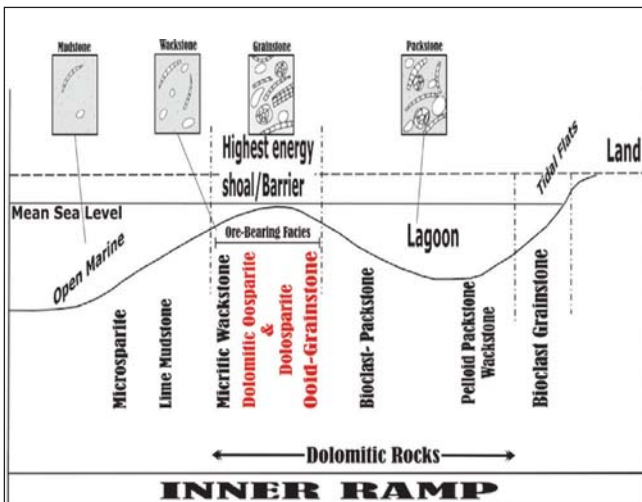 Mudstone
Wackstone
Grainstone
Packstone
Highest energy
shoal/Barrier
Tidal Flats
Land
Mean Sea Level
Open Marine
Ore-Bearing Facies
Lagoon
Microsparite
Lime Mudstone
Micritic Wackstone
Dolomitic Oosparite
&
Dolosparite
Ooid-Grainstone
Bioclast- Packstone
Pelloid Packstone
Wackstone
Bioclast Grainstone
Dolomitic Rocks
INNER RAMP